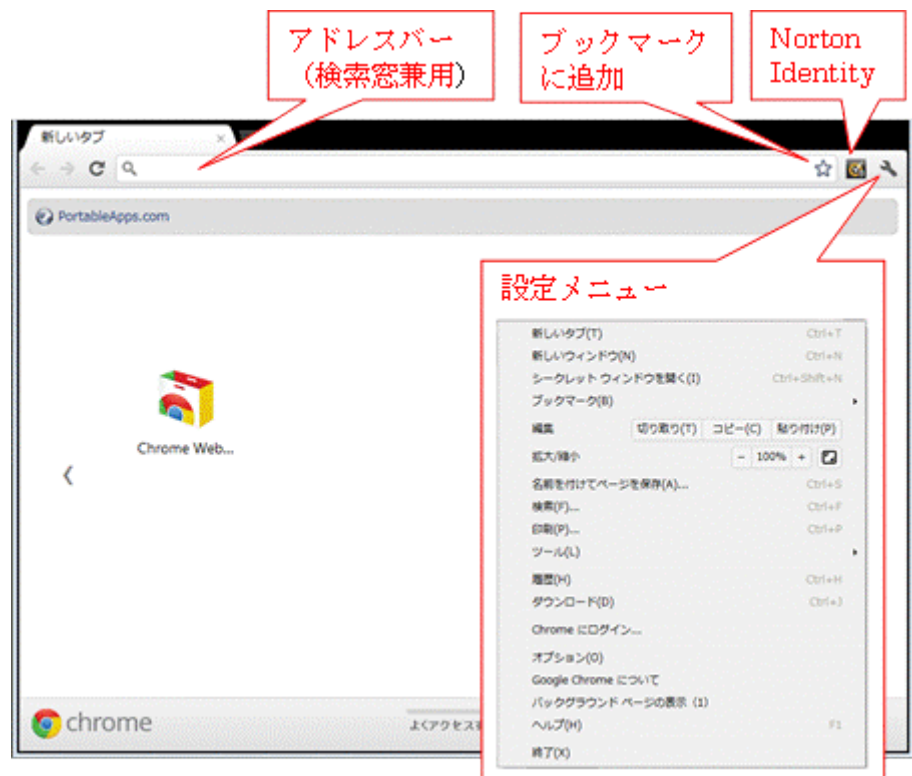 アドレスバー
（検索窓兼用）
ブックマーク
に追加
Norton
Identity
新しいタブ
PortableApps.com
設定メニュー
新しいタブ(T) Ctrl+T
新しいウィンドウ(N) Ctrl+N
シークレット ウィンドウを開く(I) Ctrl+Shift+N
ブックマーク(B)
編集 切り取り(T) コピー(C) 貼り付け(P)
拡大/縮小 - 100% +
名前を付けてページを保存(A)... Ctrl+S
検索(F)... Ctrl+F
印刷(P)... Ctrl+P
ツール(L)
履歴(H) Ctrl+H
ダウンロード(D) Ctrl+J
Chrome にログイン...
オプション(O)
Google Chrome について
バックグラウンド ページの表示 (1)
ヘルプ(H) F1
終了(X)
Chrome Web...
chrome
よくアクセスす